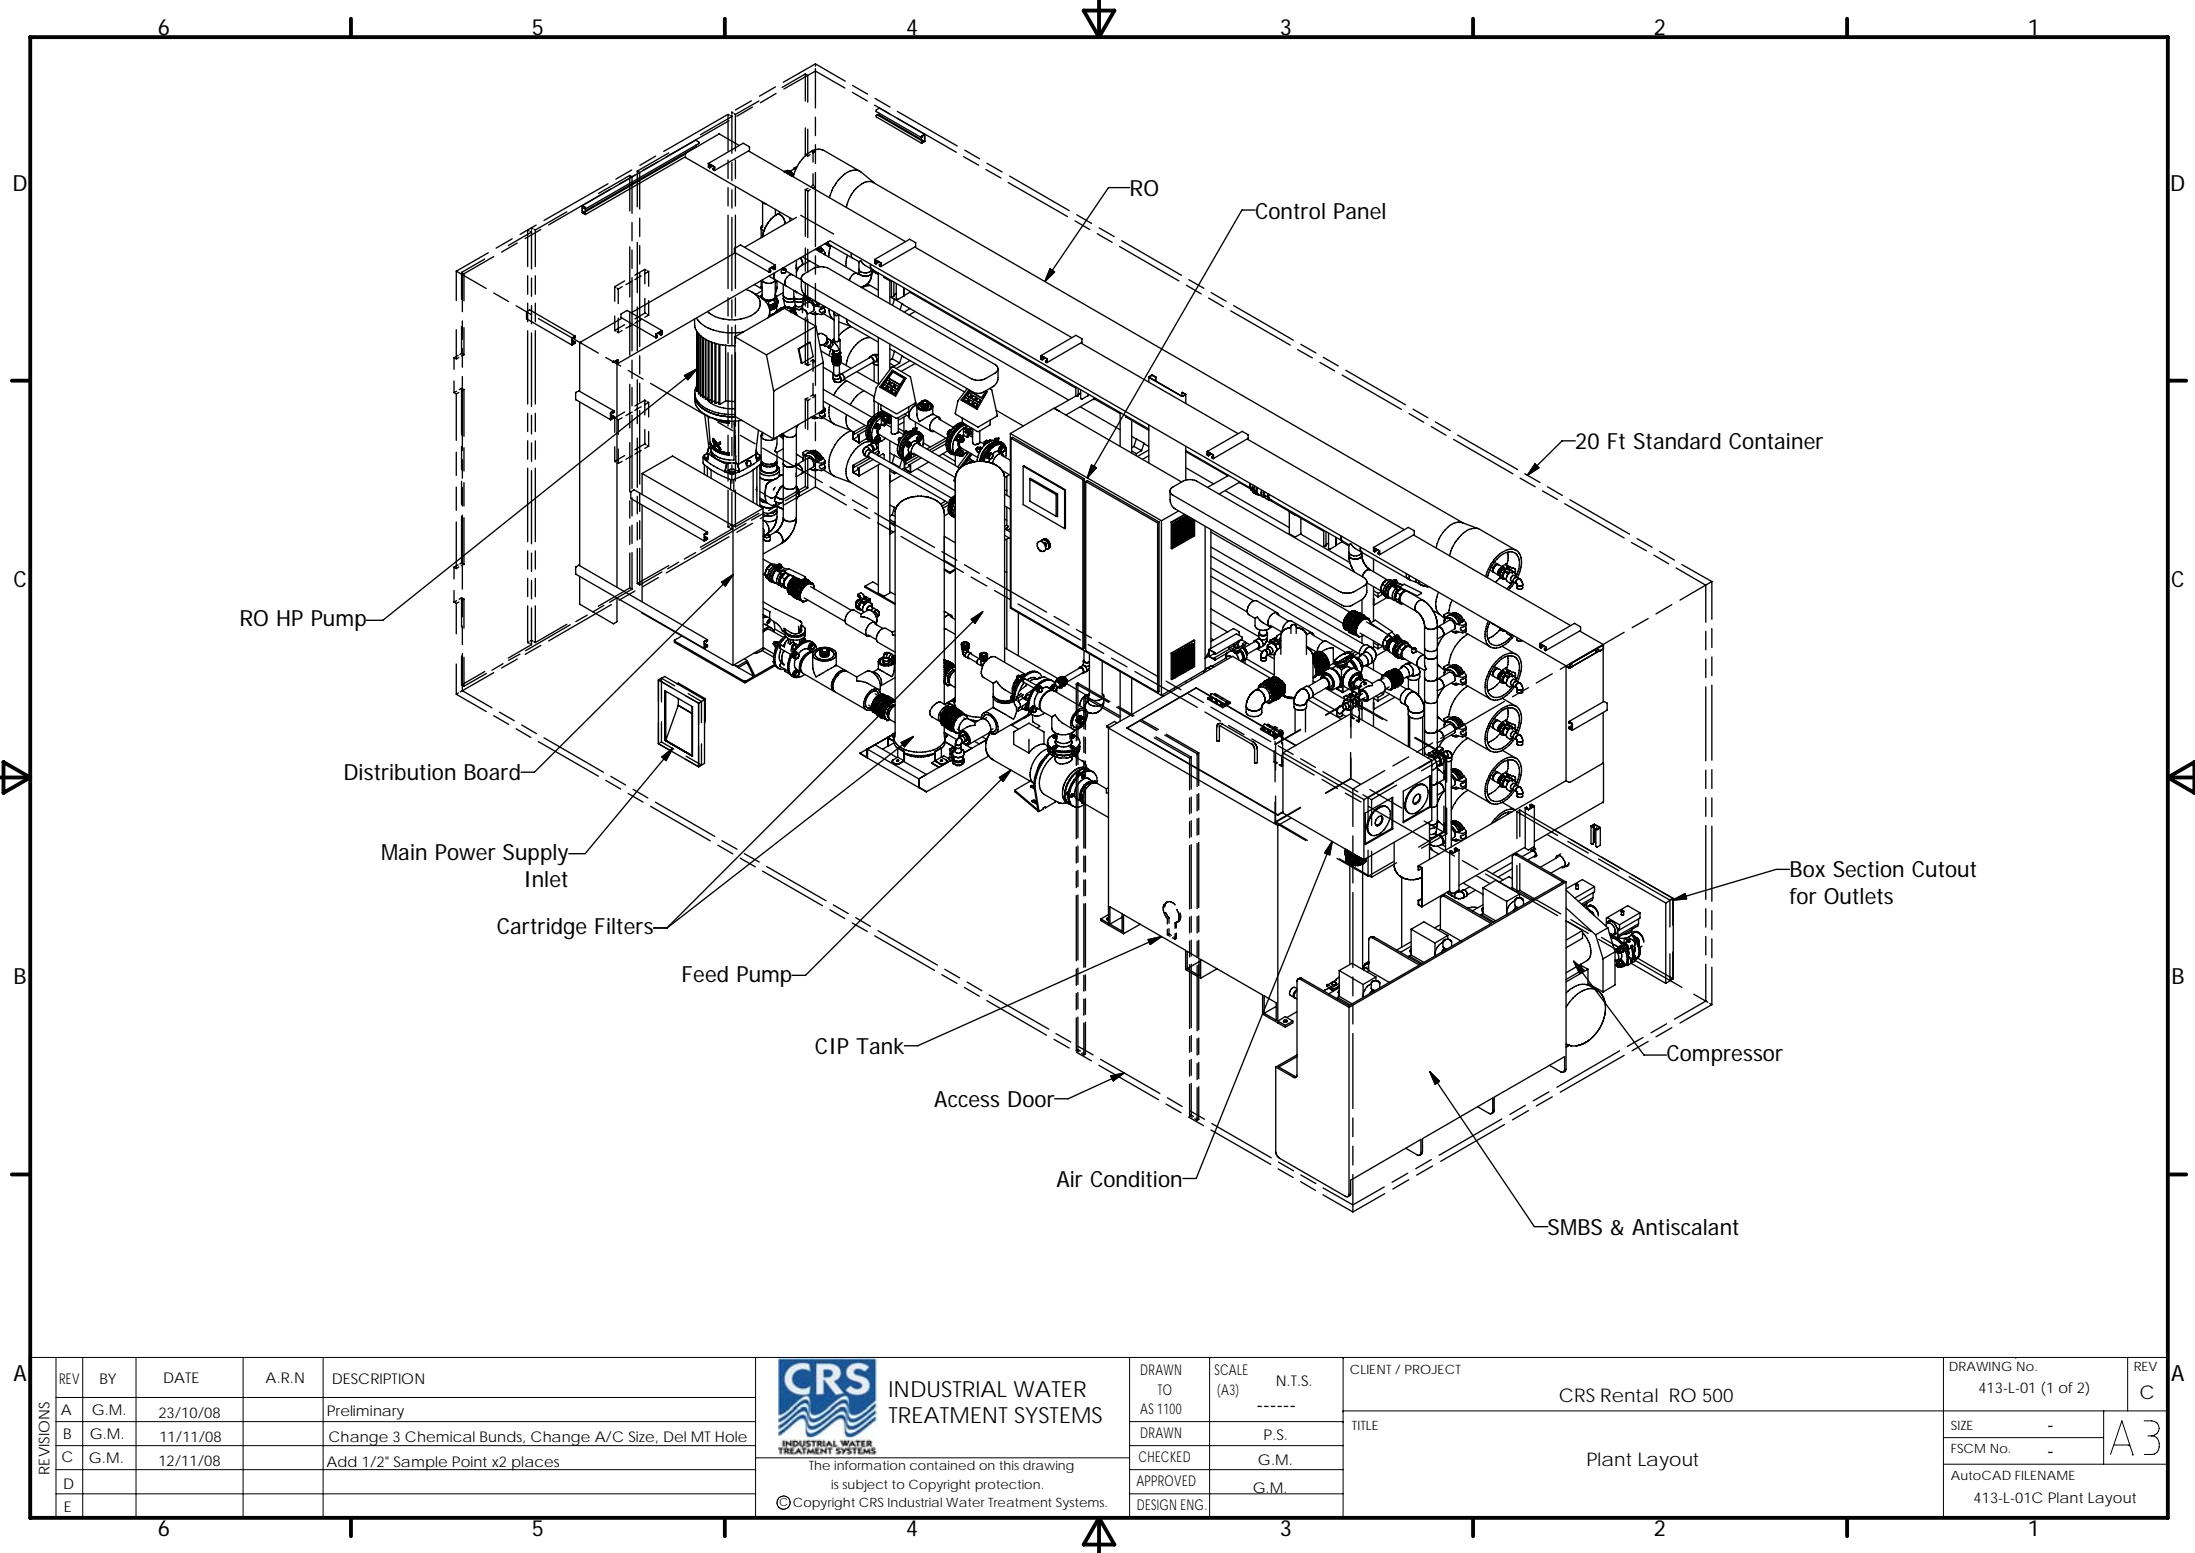 6 5 4 3 2 1
D D
RO
Control Panel
20 Ft Standard Container
C C
RO HP Pump
Distribution Board
Main Power Supply
Inlet
Cartridge Filters
Box Section Cutout
for Outlets
Feed Pump
B B
CIP Tank
Compressor
Access Door
Air Condition
SMBS & Antiscalant
A A
REVISIONS
REV BY DATE A.R.N DESCRIPTION
A G.M. 23/10/08 Preliminary
B G.M. 11/11/08 Change 3 Chemical Bunds, Change A/C Size, Del MT Hole
C G.M. 12/11/08 Add 1/2" Sample Point x2 places
D
E
CRS
INDUSTRIAL WATER
TREATMENT SYSTEMS
INDUSTRIAL WATER
TREATMENT SYSTEMS
The information contained on this drawing
is subject to Copyright protection.
© Copyright CRS Industrial Water Treatment Systems.
DRAWN
TO
AS 1100
SCALE
(A3)
N.T.S.
------
DRAWN P.S.
CHECKED G.M.
APPROVED G.M.
DESIGN ENG.
CLIENT / PROJECT
CRS Rental RO 500
TITLE
Plant Layout
DRAWING No.
413-L-01 (1 of 2)
REV
C
SIZE -
FSCM No. -
A3
AutoCAD FILENAME
413-L-01C Plant Layout
6 5 4 3 2 1